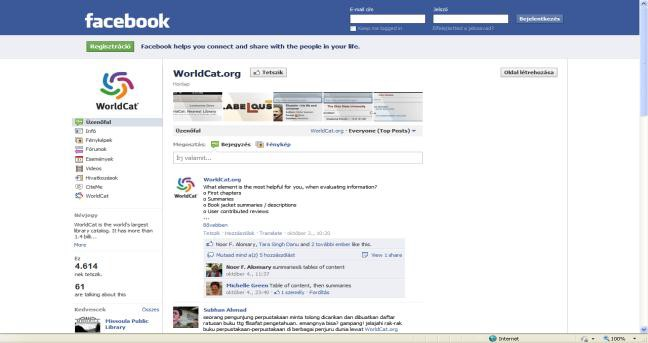 facebook
E-mail cím
Jelszó
Bejelentkezés
Keep me logged in
Elfelejtetted a jelszavad?
Regisztráció
Facebook helps you connect and share with the people in your life.
WorldCat
Üzenőfal
Infó
Fényképek
Fórumok
Események
Videos
Hivatkozások
CiteMe
WorldCat
Névjegy
WorldCat is the world's largest
library catalog. It has more than
1.4 bill...
More
Ez
4.614
nek tetszik.
61
are talking about this
Kedvencek
Összes
Missoula Public
Library
WorldCat.org
Tetszik
Oldal létrehozása
Honlap
Üzenőfal
WorldCat.org · Everyone (Top Posts)
Megosztás:
Bejegyzés
Fénykép
Írj valamit...
WorldCat.org
What element is the most helpful for you, when evaluating information?
o First chapters
o Summaries
o Book jacket summaries / descriptions
o User contributed reviews
...
Bővebben
Tetszik · Hozzászólok · Translate · október 3., 10:20
Noor F. Alomary, Tara Singh Danu and 2 további ember like this.
Mutasd mind a(z) 5 hozzászólást
View 1 share
Noor F. Alomary summaries& tables of content
október 4., 11:37
Michelle Green Table of content, then summaries
október 4., 23:40 · 1 személy · Fordítás
Subhan Ahmad
seorang pengunjung perpustakaan minta tolong dicarikan dan dibuatkan daftar
ratusan buku ttg filsafat pengetahuan. emangnya bisa? gampang! jelajahi rak-rak
buku perpustakaan-perpustakaan di berbagai penjuru dunia lewat WorldCat.org
Internet
100%